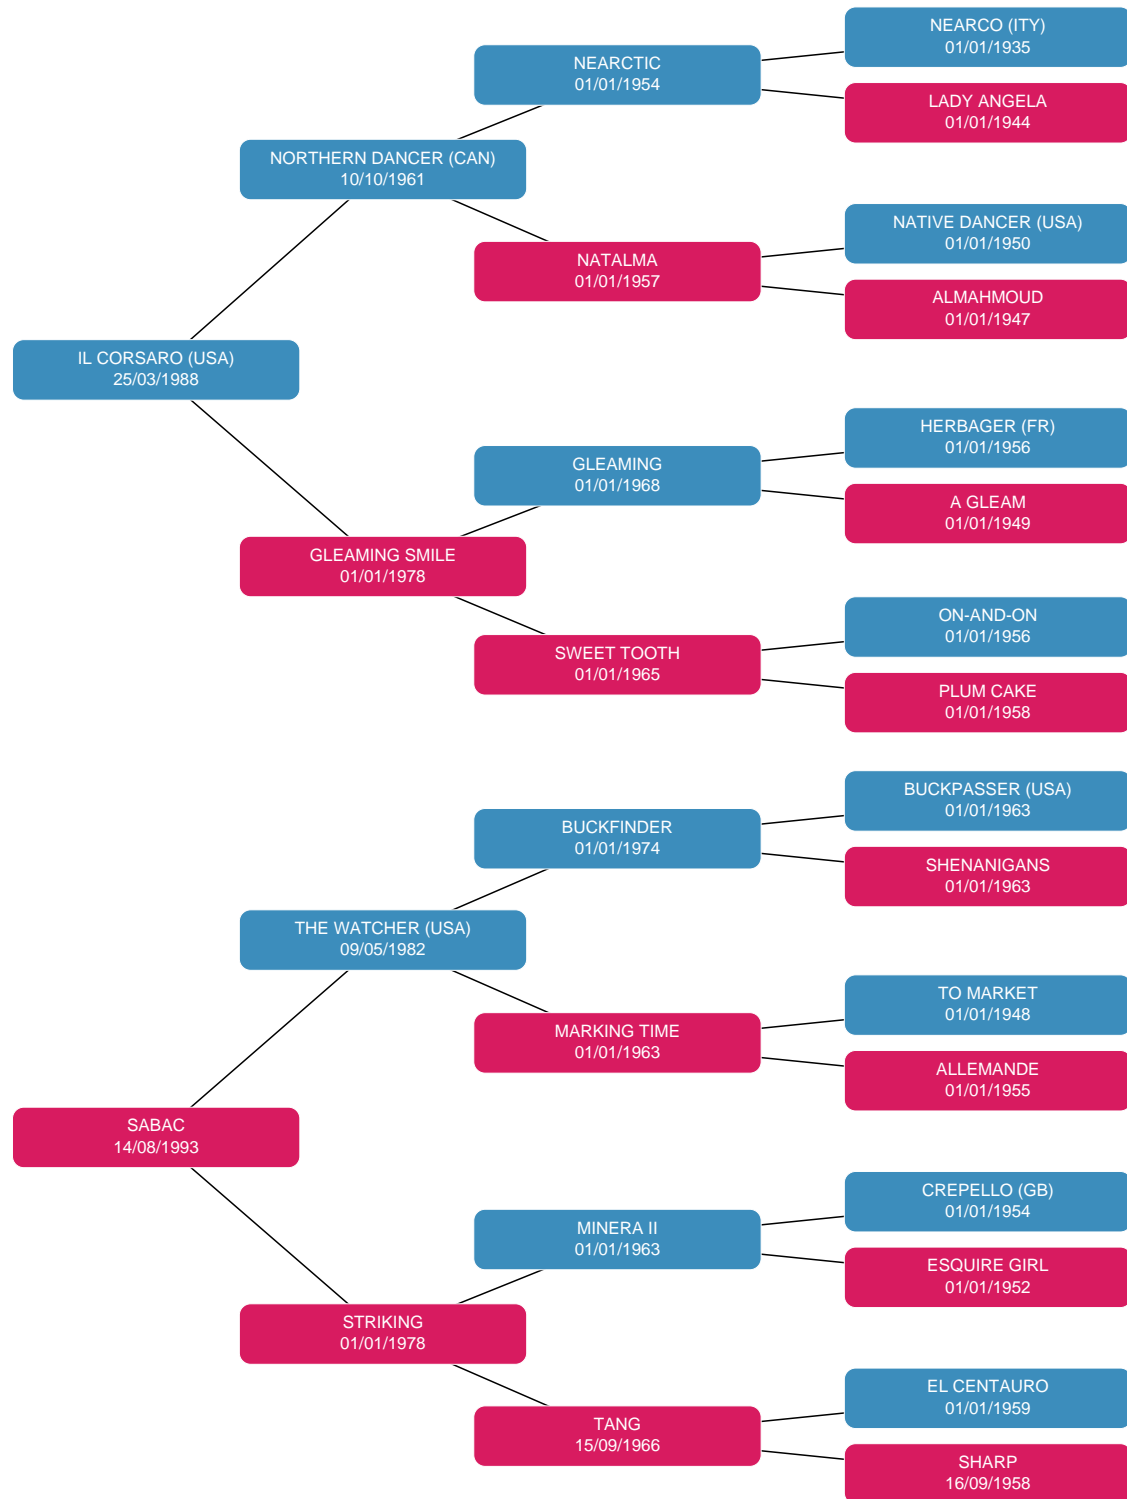 NEARCO (ITY)
01/01/1935
NEARCTIC
01/01/1954
LADY ANGELA
01/01/1944
NORTHERN DANCER (CAN)
10/10/1961
NATIVE DANCER (USA)
01/01/1950
NATALMA
01/01/1957
ALMAHMOUD
01/01/1947
IL CORSARO (USA)
25/03/1988
HERBAGER (FR)
01/01/1956
GLEAMING
01/01/1968
A GLEAM
01/01/1949
GLEAMING SMILE
01/01/1978
ON-AND-ON
01/01/1956
SWEET TOOTH
01/01/1965
PLUM CAKE
01/01/1958
BUCKPASSER (USA)
01/01/1963
BUCKFINDER
01/01/1974
SHENANIGANS
01/01/1963
THE WATCHER (USA)
09/05/1982
TO MARKET
01/01/1948
MARKING TIME
01/01/1963
ALLEMANDE
01/01/1955
SABAC
14/08/1993
CREPELLO (GB)
01/01/1954
MINERA II
01/01/1963
ESQUIRE GIRL
01/01/1952
STRIKING
01/01/1978
EL CENTAURO
01/01/1959
TANG
15/09/1966
SHARP
16/09/1958